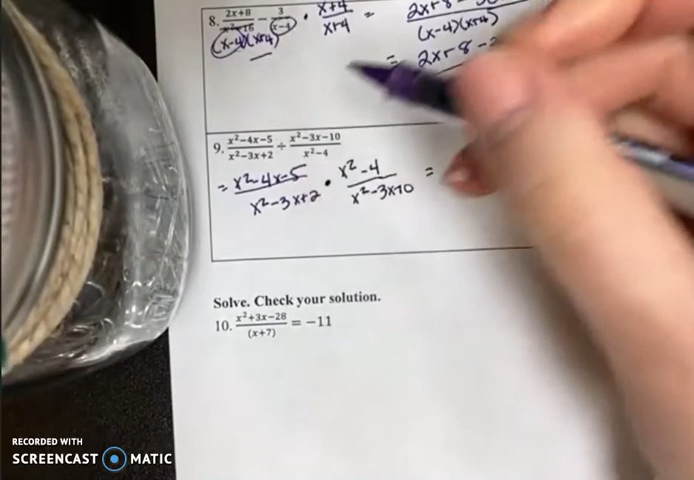 8. (2x+8)/(x²-16) - 3/(x-4) · (x+4)/(x+4) = 2x+8
(x-4)(x+4) (x-4)(x+4)
= 2x+8-
9. (x²-4x-5)/(x²-3x+2) ÷ (x²-3x-10)/(x²-4)
= (x²-4x-5)/(x²-3x+2) · (x²-4)/(x²-3x-10) =
Solve. Check your solution.
10. (x²+3x-28)/(x+7) = -11
RECORDED WITH
SCREENCAST MATIC